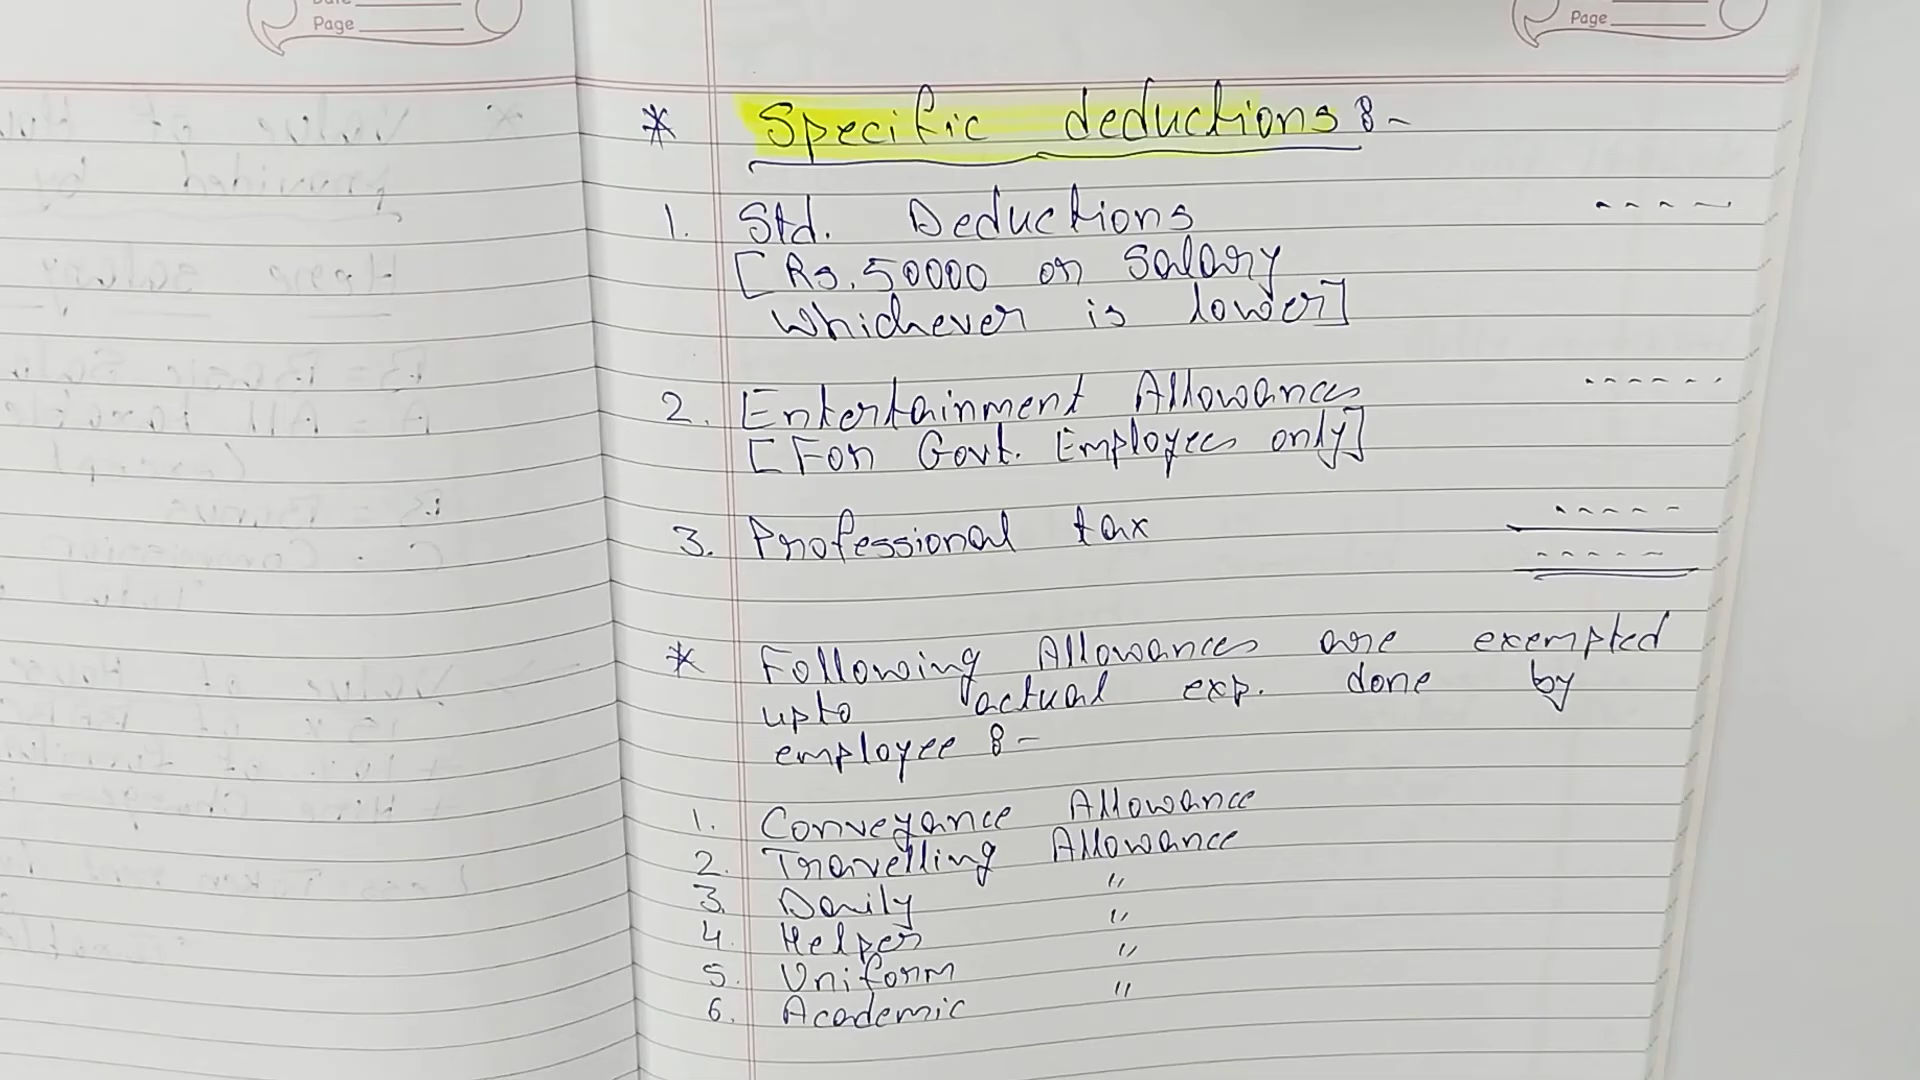 Page
Page
* Specific deductions :-
1. Std. Deductions - - - -
[Rs. 50000 or Salary
whichever is lower]
2. Entertainment Allowances - - - - - -
[For Govt. Employees only]
3. Professional tax - - - - -
- - - - -
* Following Allowances are exempted
upto actual exp. done by
employee :-
1. Conveyance Allowance
2. Travelling Allowance
3. Daily "
4. Helper "
5. Uniform "
6. Academic "